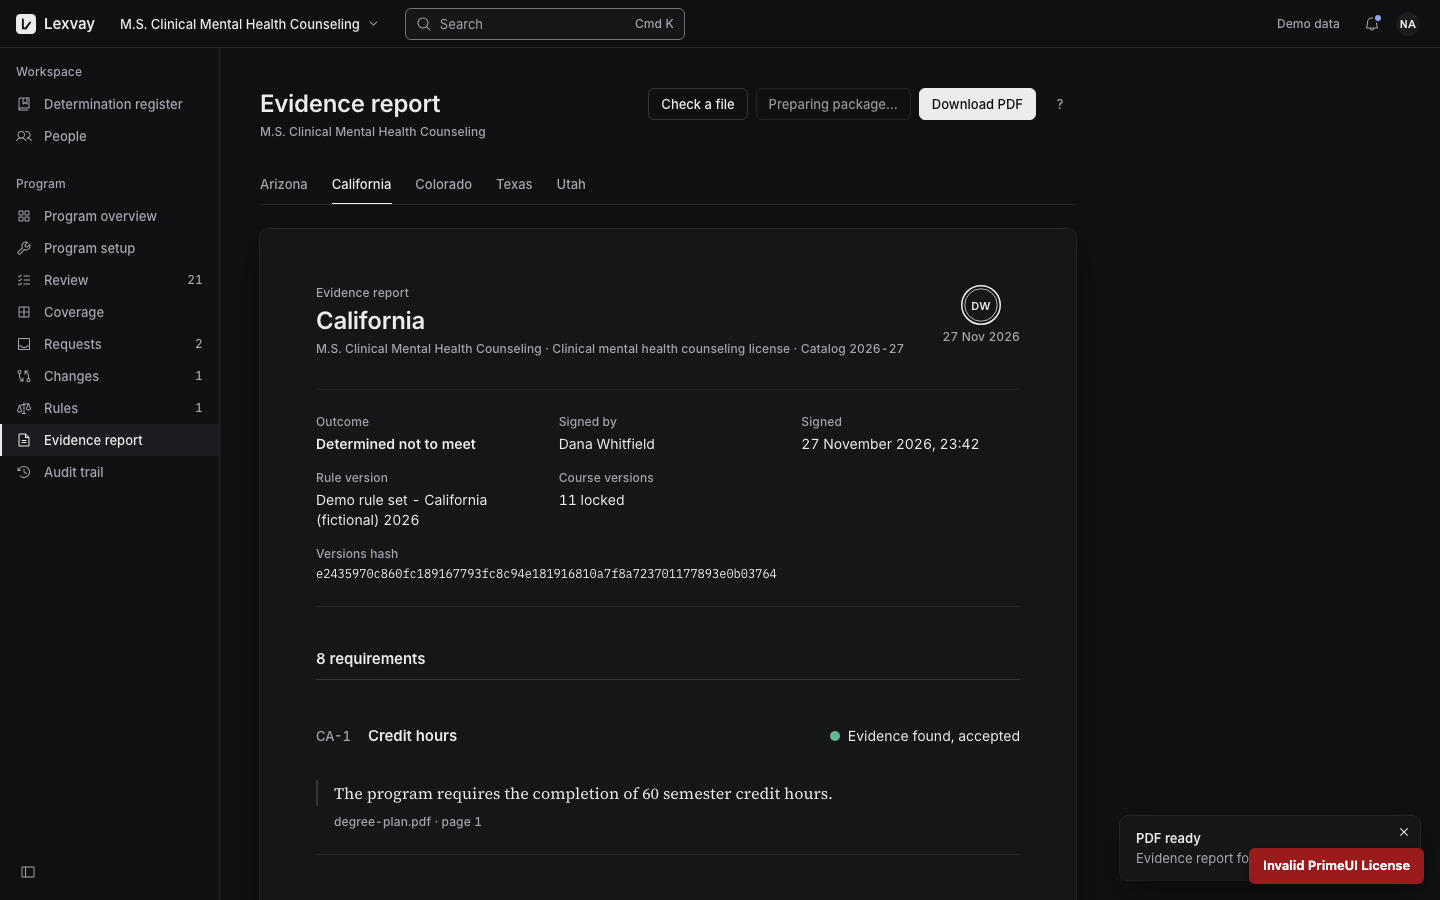 Lexvay
M.S. Clinical Mental Health Counseling
Search
Cmd K
Demo data
NA
Workspace
Determination register
People
Program
Program overview
Program setup
Review 21
Coverage
Requests 2
Changes 1
Rules 1
Evidence report
Audit trail
Evidence report
M.S. Clinical Mental Health Counseling
Check a file
Preparing package...
Download PDF
?
Arizona California Colorado Texas Utah
Evidence report
California
M.S. Clinical Mental Health Counseling · Clinical mental health counseling license · Catalog 2026-27
DW
27 Nov 2026
Outcome
Determined not to meet
Signed by
Dana Whitfield
Signed
27 November 2026, 23:42
Rule version
Demo rule set - California
(fictional) 2026
Course versions
11 locked
Versions hash
e2435970c860fc189167793fc8c94e181916810a7f8a723701177893e0b03764
8 requirements
CA-1 Credit hours
Evidence found, accepted
The program requires the completion of 60 semester credit hours.
degree-plan.pdf · page 1
PDF ready
Evidence report fo
Invalid PrimeUI License